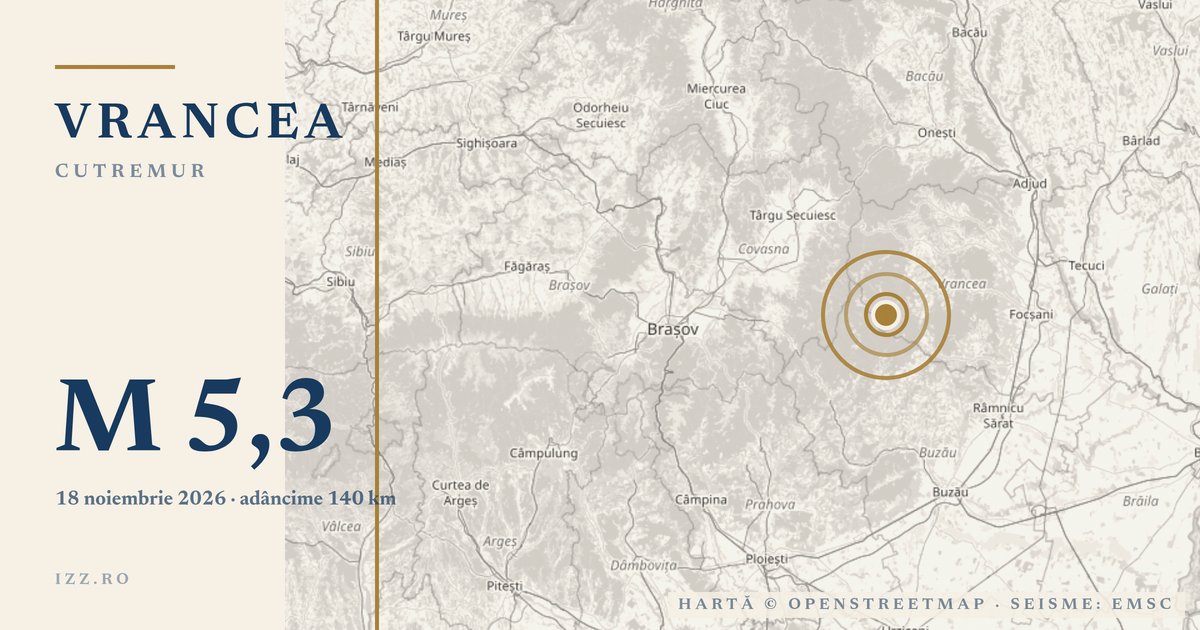 VRANCEA
CUTREMUR
M 5,3
18 noiembrie 2026 · adâncime 140 km
IZZ.RO
Harghita
Vaslui
Mureș
Târgu Mureș
Bacău
Vaslui
Bacău
Miercurea
Ciuc
Târnăveni
Odorheiu
Secuiesc
Onești
Sighișoara
Bârlad
laj
Mediaș
Adjud
Târgu Secuiesc
Covasna
Sibiu
Făgăraș
Tecuci
Sibiu
Brașov
Vrancea
Galați
Brașov
Focșani
Râmnicu
Sărat
Câmpulung
Buzău
Curtea de
Argeș
Buzău
Câmpina
Prahova
Brăila
Vâlcea
Argeș
Ploiești
Dâmbovița
Pitești
HARTĂ © OPENSTREETMAP · SEISME: EMSC